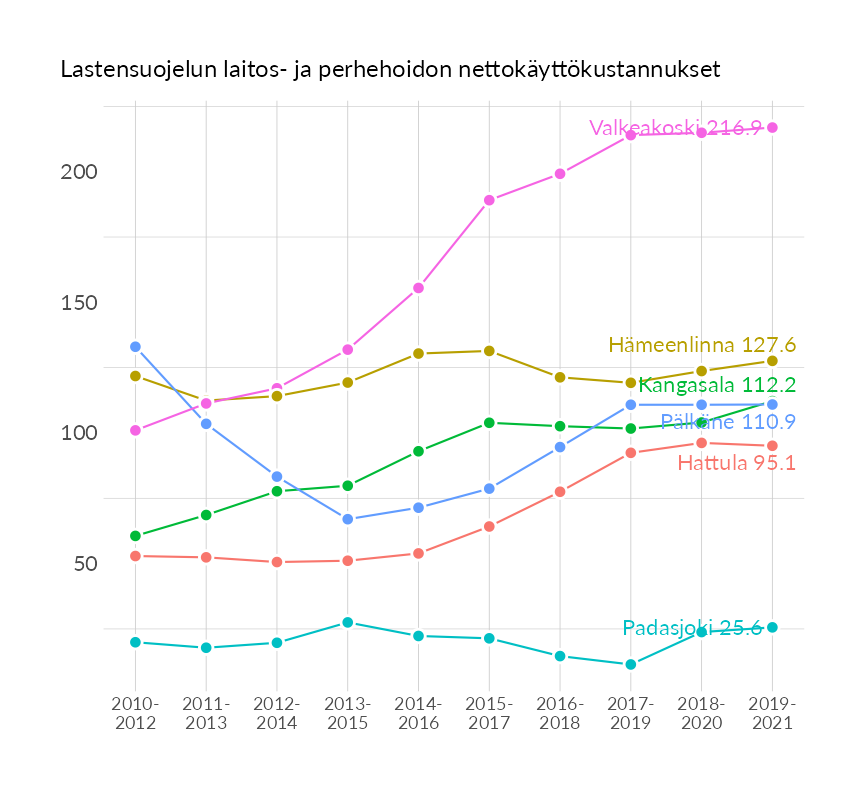 Lastensuojelun laitos- ja perhehoidon nettokäyttökustannukset
Valkeakoski 216.9
200
150
Hämeenlinna 127.6
Kangasala 112.2
Pälkäne 110.9
100
Hattula 95.1
50
Padasjoki 25.6
2010- 2011- 2012- 2013- 2014- 2015- 2016- 2017- 2018- 2019-
2012 2013 2014 2015 2016 2017 2018 2019 2020 2021